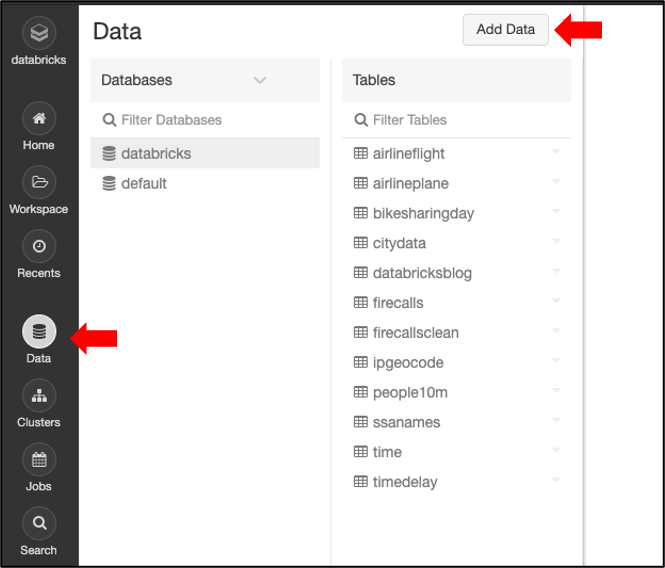 databricks
Home
Workspace
Recents
Data
Clusters
Jobs
Search
Data
Add Data
Databases
Filter Databases
databricks
default
Tables
Filter Tables
airlineflight
airlineplane
bikesharingday
citydata
databricksblog
firecalls
firecallsclean
ipgeocode
people10m
ssanames
time
timedelay